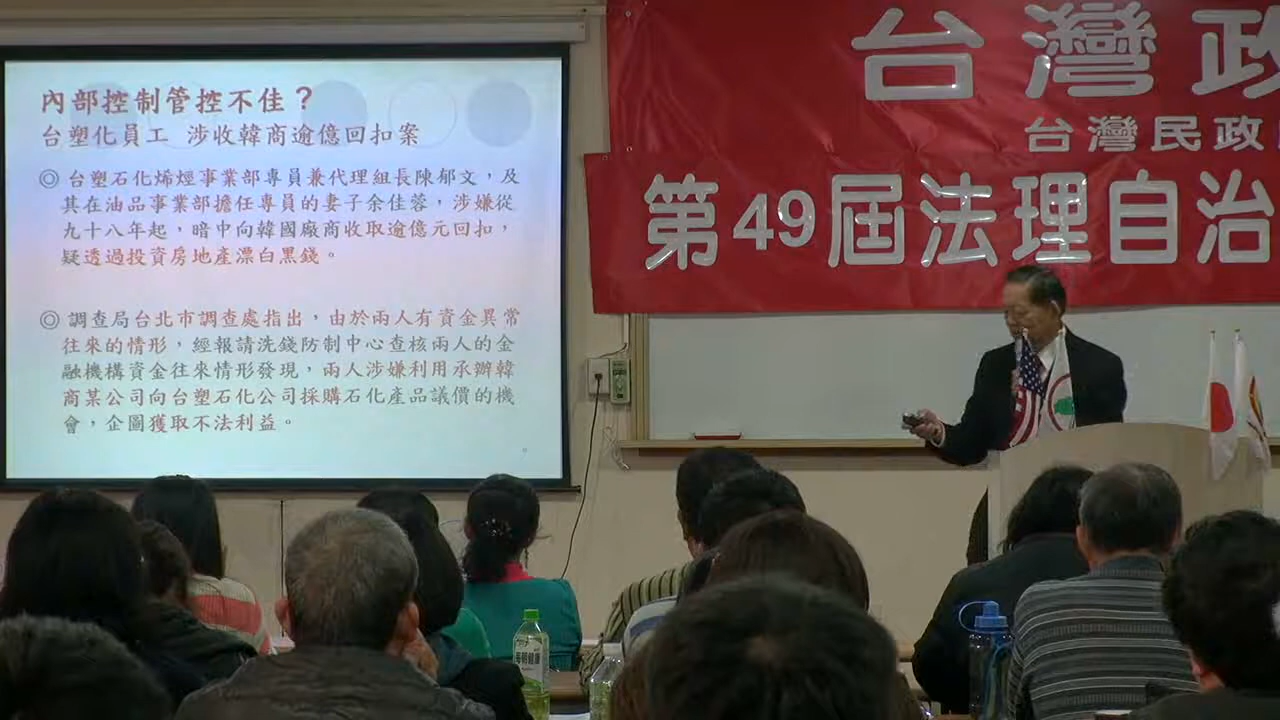 內部控制管控不佳？
台塑化員工 涉收韓商逾億回扣案
◎ 台塑石化烯烴事業部專員兼代理組長陳郁文，及
其在油品事業部擔任專員的妻子余佳蓉，涉嫌從
九十八年起，暗中向韓國廠商收取逾億元回扣，
疑透過投資房地產漂白黑錢。
◎ 調查局台北市調查處指出，由於兩人有資金異常
往來的情形，經報請洗錢防制中心查核兩人的金
融機構資金往來情形發現，兩人涉嫌利用承辦韓
商某公司向台塑石化公司採購石化產品議價的機
會，企圖獲取不法利益。
台灣政
台灣民政
第49屆法理自治
每朝健康